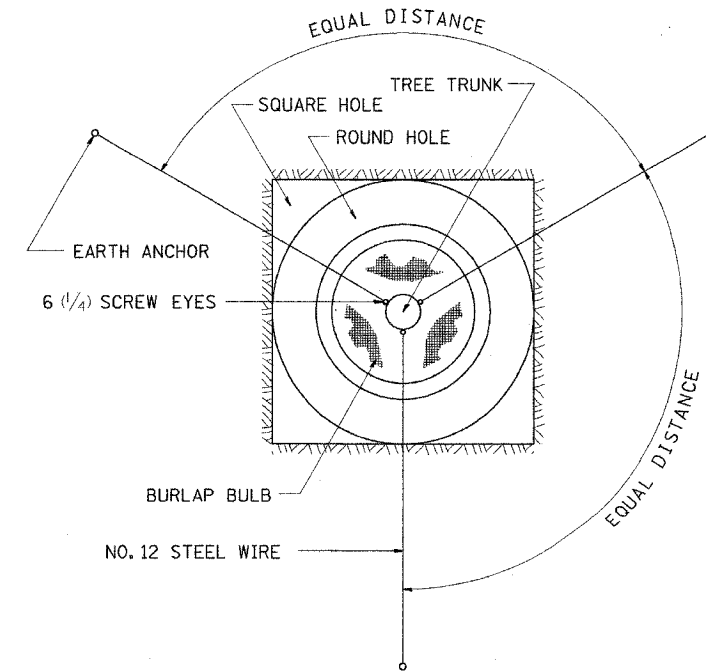 EQUAL DISTANCE
TREE TRUNK
SQUARE HOLE
ROUND HOLE
EARTH ANCHOR
6 (1/4) SCREW EYES
BURLAP BULB
NO. 12 STEEL WIRE
EQUAL DISTANCE